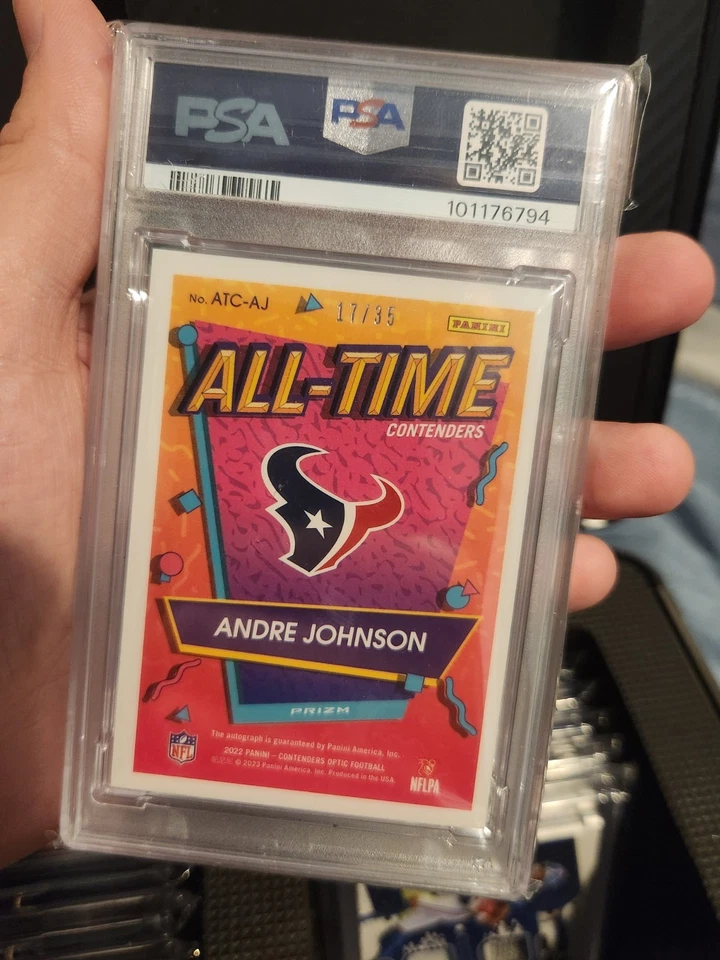 PSA PSA
101176794
No. ATC-AJ 17/35 PANINI
ALL-TIME
CONTENDERS
ANDRE JOHNSON
PRIZM
The autograph is guaranteed by Panini America, Inc.
2022 PANINI – CONTENDERS OPTIC FOOTBALL
© 2023 Panini America, Inc. Produced in the USA.
NFL
NFLPA